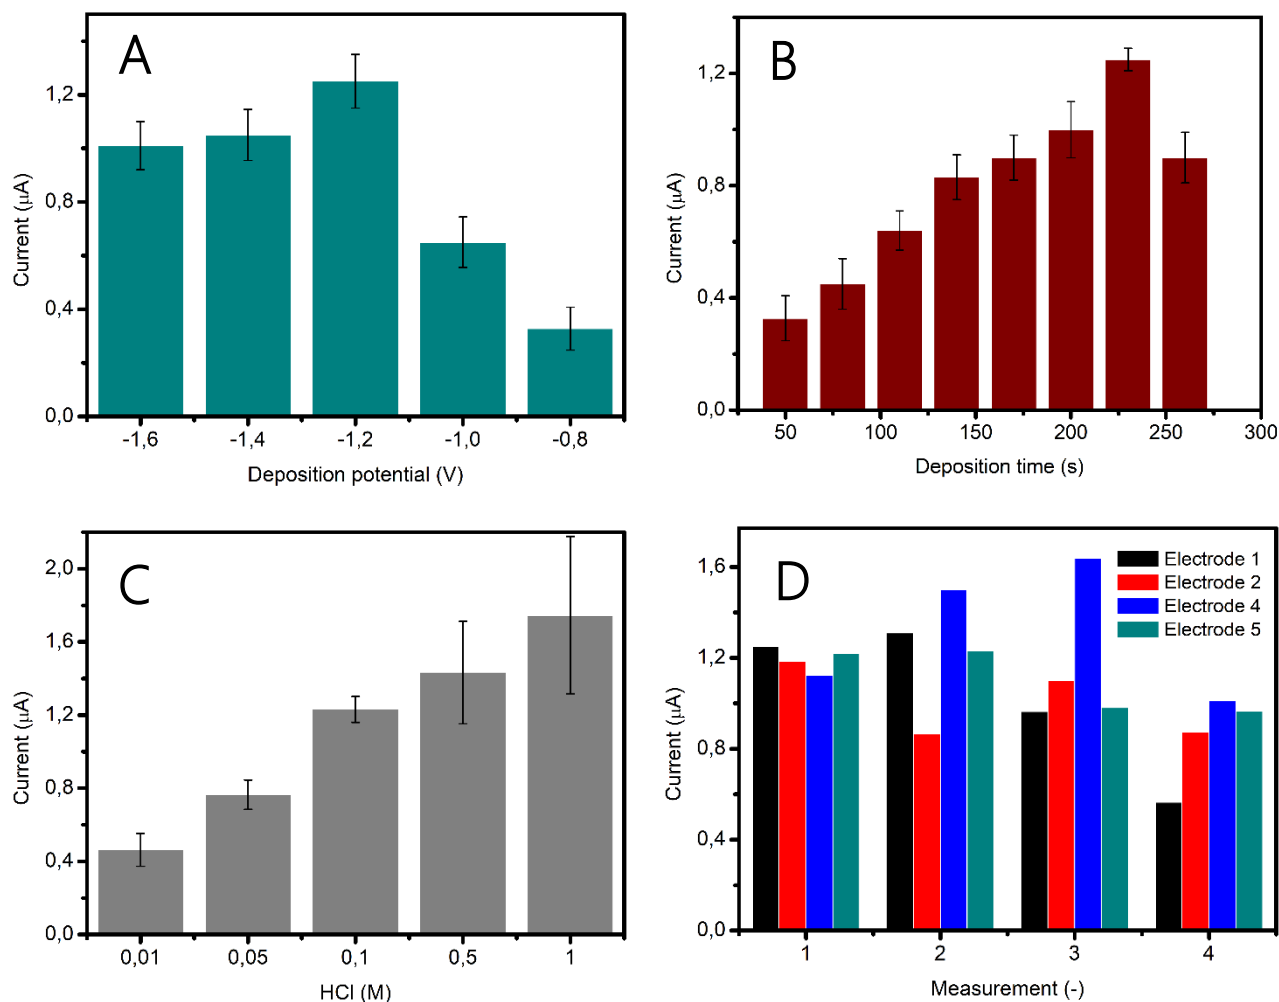 A
Current (μA)
1,2
0,8
0,4
0,0
-1,6 -1,4 -1,2 -1,0 -0,8
Deposition potential (V)
B
Current (μA)
1,2
0,8
0,4
0,0
50 100 150 200 250 300
Deposition time (s)
C
Current (μA)
2,0
1,6
1,2
0,8
0,4
0,0
0,01 0,05 0,1 0,5 1
HCl (M)
D
Electrode 1
Electrode 2
Electrode 4
Electrode 5
Current (μA)
1,6
1,2
0,8
0,4
0,0
1 2 3 4
Measurement (-)